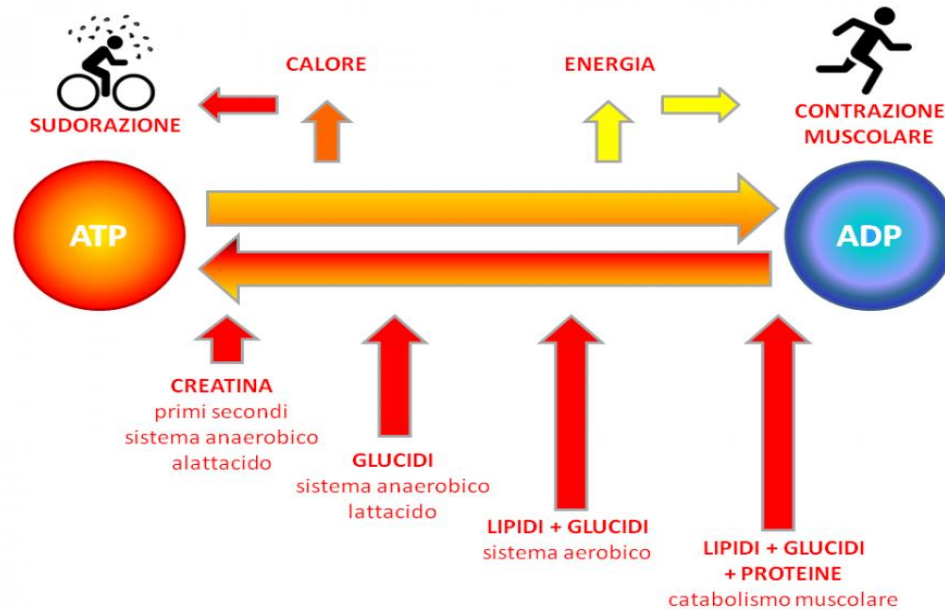 CALORE
ENERGIA
SUDORAZIONE
CONTRAZIONE
MUSCOLARE
ATP
ADP
CREATINA
primi secondi
sistema anaerobico
alattacido
GLUCIDI
sistema anaerobico
lattacido
LIPIDI + GLUCIDI
sistema aerobico
LIPIDI + GLUCIDI
+ PROTEINE
catabolismo muscolare